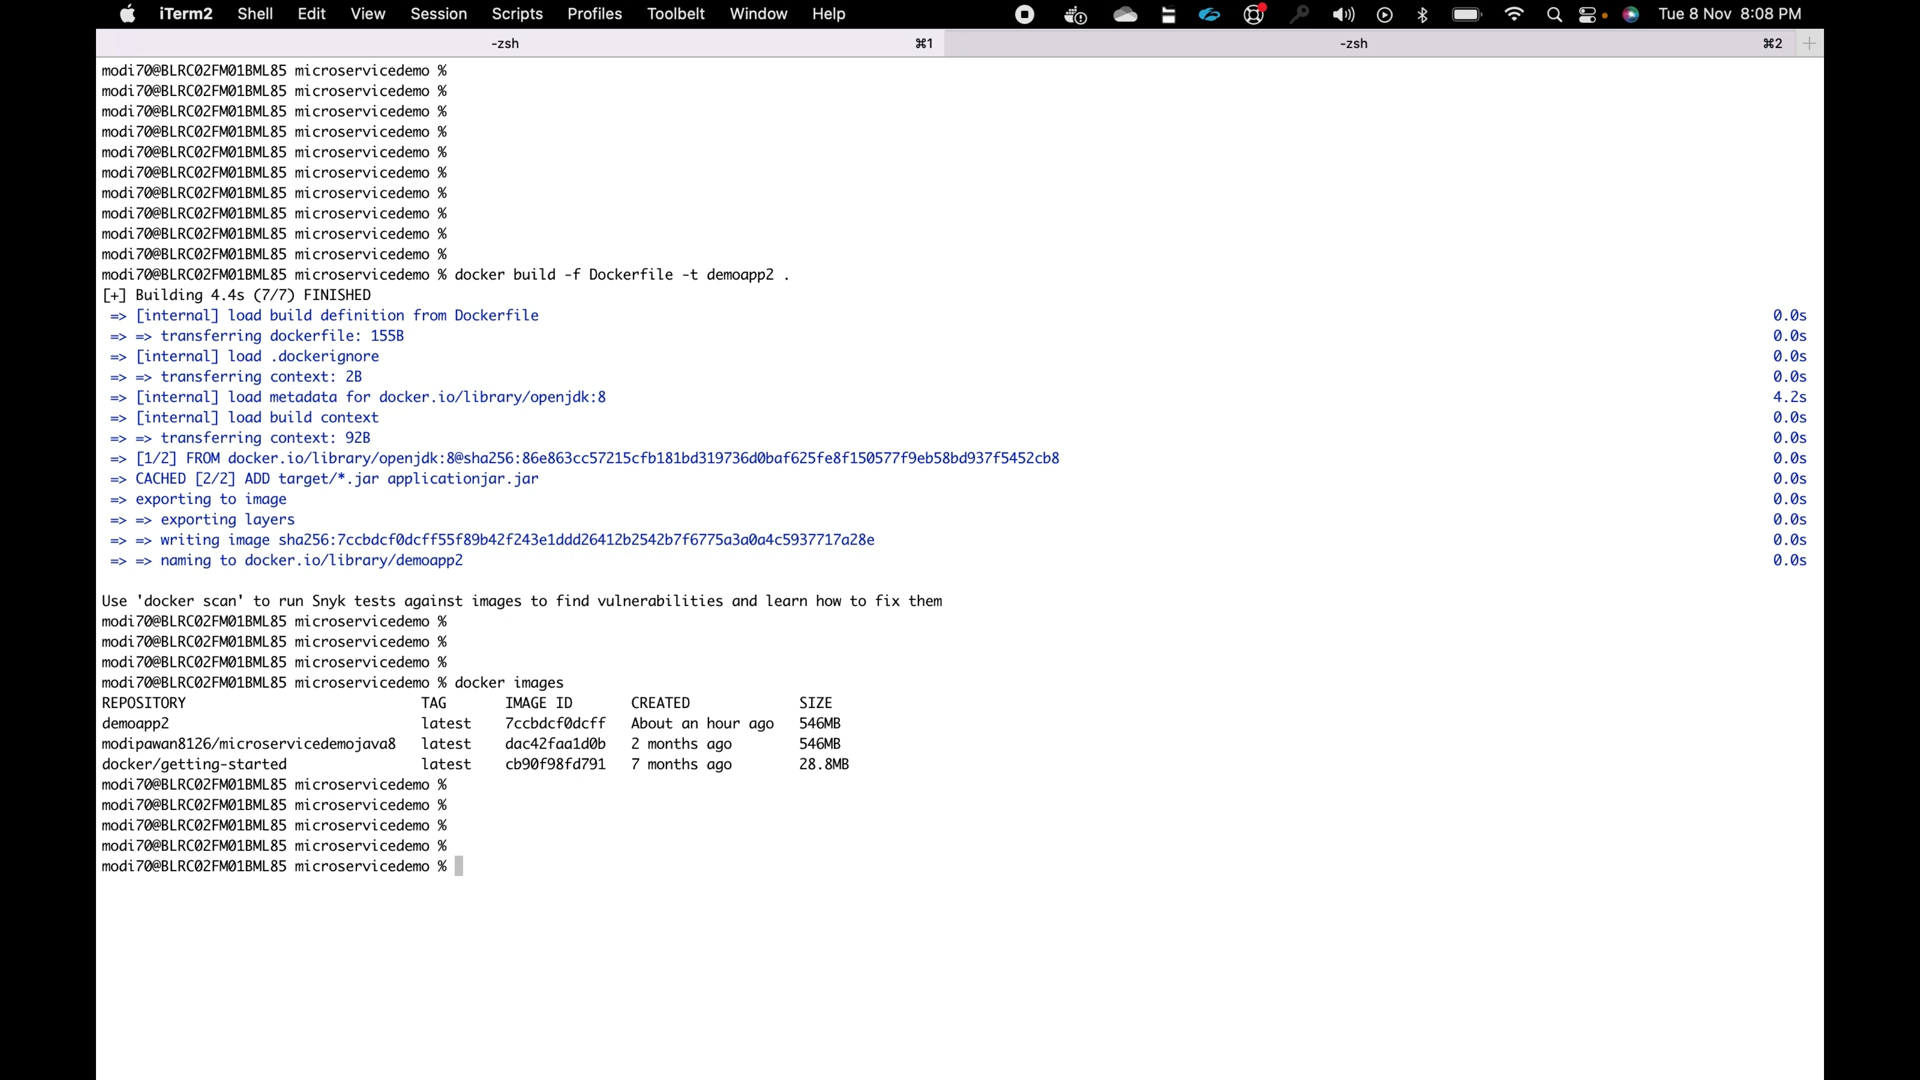 iTerm2 Shell Edit View Session Scripts Profiles Toolbelt Window Help Tue 8 Nov 8:08 PM
-zsh ⌘1 -zsh ⌘2
modi70@BLRC02FM01BML85 microservicedemo %
modi70@BLRC02FM01BML85 microservicedemo %
modi70@BLRC02FM01BML85 microservicedemo %
modi70@BLRC02FM01BML85 microservicedemo %
modi70@BLRC02FM01BML85 microservicedemo %
modi70@BLRC02FM01BML85 microservicedemo %
modi70@BLRC02FM01BML85 microservicedemo %
modi70@BLRC02FM01BML85 microservicedemo %
modi70@BLRC02FM01BML85 microservicedemo %
modi70@BLRC02FM01BML85 microservicedemo %
modi70@BLRC02FM01BML85 microservicedemo % docker build -f Dockerfile -t demoapp2 .
[+] Building 4.4s (7/7) FINISHED
=> [internal] load build definition from Dockerfile 0.0s
=> => transferring dockerfile: 155B 0.0s
=> [internal] load .dockerignore 0.0s
=> => transferring context: 2B 0.0s
=> [internal] load metadata for docker.io/library/openjdk:8 4.2s
=> [internal] load build context 0.0s
=> => transferring context: 92B 0.0s
=> [1/2] FROM docker.io/library/openjdk:8@sha256:86e863cc57215cfb181bd319736d0baf625fe8f150577f9eb58bd937f5452cb8 0.0s
=> CACHED [2/2] ADD target/*.jar applicationjar.jar 0.0s
=> exporting to image 0.0s
=> => exporting layers 0.0s
=> => writing image sha256:7ccbdcf0dcff55f89b42f243e1ddd26412b2542b7f6775a3a0a4c5937717a28e 0.0s
=> => naming to docker.io/library/demoapp2 0.0s
Use 'docker scan' to run Snyk tests against images to find vulnerabilities and learn how to fix them
modi70@BLRC02FM01BML85 microservicedemo %
modi70@BLRC02FM01BML85 microservicedemo %
modi70@BLRC02FM01BML85 microservicedemo %
modi70@BLRC02FM01BML85 microservicedemo % docker images
REPOSITORY TAG IMAGE ID CREATED SIZE
demoapp2 latest 7ccbdcf0dcff About an hour ago 546MB
modipawan8126/microservicedemojava8 latest dac42faa1d0b 2 months ago 546MB
docker/getting-started latest cb90f98fd791 7 months ago 28.8MB
modi70@BLRC02FM01BML85 microservicedemo %
modi70@BLRC02FM01BML85 microservicedemo %
modi70@BLRC02FM01BML85 microservicedemo %
modi70@BLRC02FM01BML85 microservicedemo %
modi70@BLRC02FM01BML85 microservicedemo %